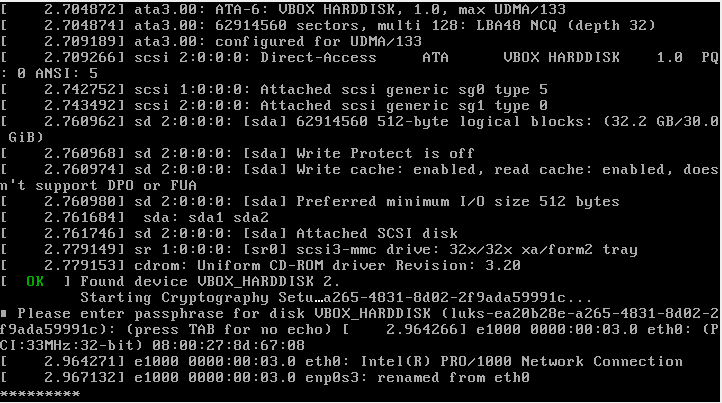 [    2.704872] ata3.00: ATA-6: VBOX HARDDISK, 1.0, max UDMA/133
[    2.704874] ata3.00: 62914560 sectors, multi 128: LBA48 NCQ (depth 32)
[    2.709189] ata3.00: configured for UDMA/133
[    2.709266] scsi 2:0:0:0: Direct-Access     ATA      VBOX HARDDISK    1.0  PQ
: 0 ANSI: 5
[    2.742752] scsi 1:0:0:0: Attached scsi generic sg0 type 5
[    2.743492] scsi 2:0:0:0: Attached scsi generic sg1 type 0
[    2.760962] sd 2:0:0:0: [sda] 62914560 512-byte logical blocks: (32.2 GB/30.0
 GiB)
[    2.760968] sd 2:0:0:0: [sda] Write Protect is off
[    2.760974] sd 2:0:0:0: [sda] Write cache: enabled, read cache: enabled, does
n't support DPO or FUA
[    2.760980] sd 2:0:0:0: [sda] Preferred minimum I/O size 512 bytes
[    2.761684]  sda: sda1 sda2
[    2.761746] sd 2:0:0:0: [sda] Attached SCSI disk
[    2.779149] sr 1:0:0:0: [sr0] scsi3-mmc drive: 32x/32x xa/form2 tray
[    2.779153] cdrom: Uniform CD-ROM driver Revision: 3.20
[  OK  ] Found device VBOX_HARDDISK 2.
         Starting Cryptography Setu…a265-4831-8d02-2f9ada59991c...
Please enter passphrase for disk VBOX_HARDDISK (luks-ea20b28e-a265-4831-8d02-2
f9ada59991c): (press TAB for no echo) [    2.964266] e1000 0000:00:03.0 eth0: (P
CI:33MHz:32-bit) 08:00:27:8d:67:08
[    2.964271] e1000 0000:00:03.0 eth0: Intel(R) PRO/1000 Network Connection
[    2.967132] e1000 0000:00:03.0 enp0s3: renamed from eth0
*********